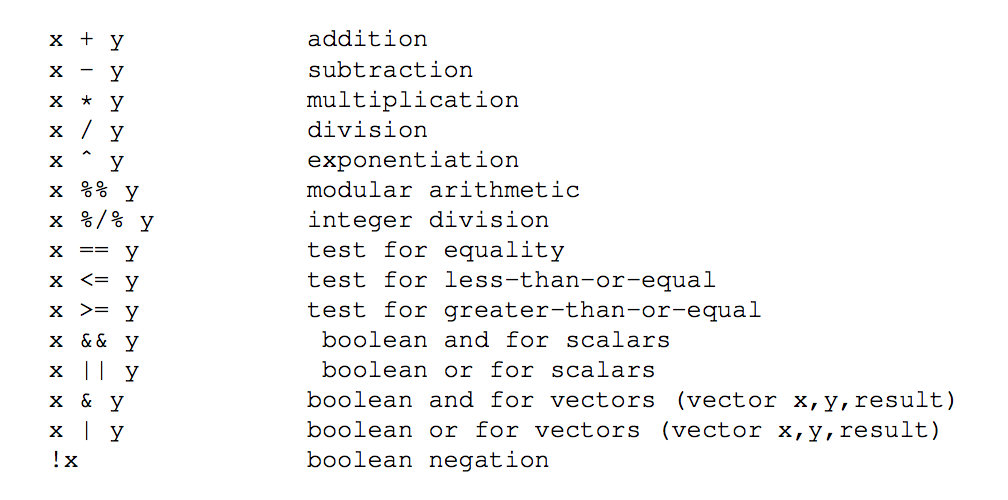 x + y addition
x - y subtraction
x * y multiplication
x / y division
x ^ y exponentiation
x %% y modular arithmetic
x %/% y integer division
x == y test for equality
x <= y test for less-than-or-equal
x >= y test for greater-than-or-equal
x && y boolean and for scalars
x || y boolean or for scalars
x & y boolean and for vectors (vector x,y,result)
x | y boolean or for vectors (vector x,y,result)
!x boolean negation